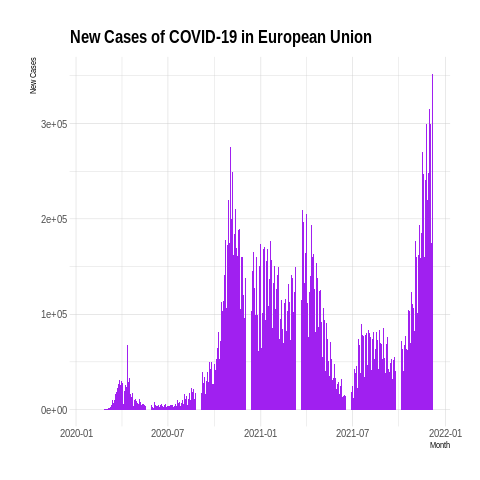 New Cases of COVID-19 in European Union
New Cases
3e+05
2e+05
1e+05
0e+00
2020-01 2020-07 2021-01 2021-07 2022-01
Month